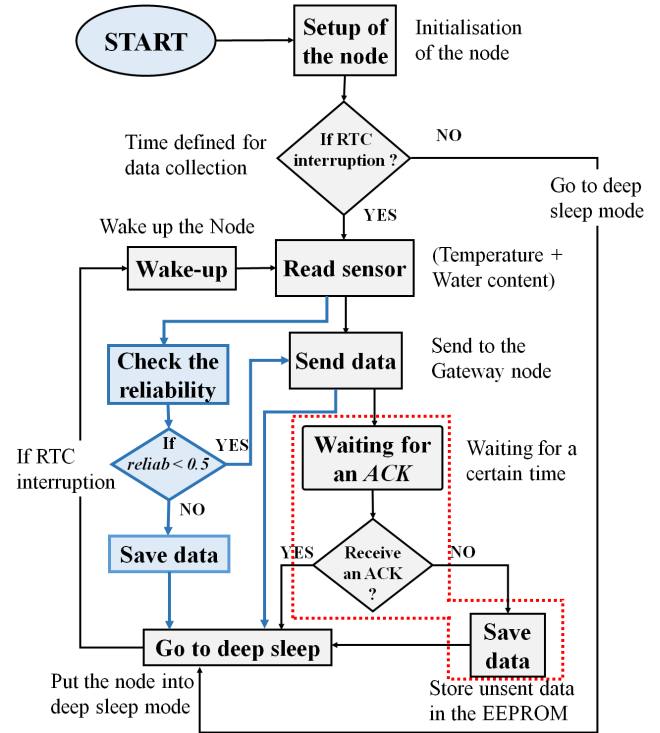 START
Setup of
the node
Initialisation
of the node
If RTC
interruption ?
Time defined for
data collection
NO
Go to deep
sleep mode
YES
Wake up the Node
Wake-up
Read sensor
(Temperature +
Water content)
Check the
reliability
Send data
Send to the
Gateway node
If
reliab < 0.5
YES
Waiting for
an ACK
Waiting for a
certain time
If RTC
interruption
NO
Save data
YES
Receive
an ACK
?
NO
Go to deep sleep
Save
data
Put the node into
deep sleep mode
Store unsent data
in the EEPROM